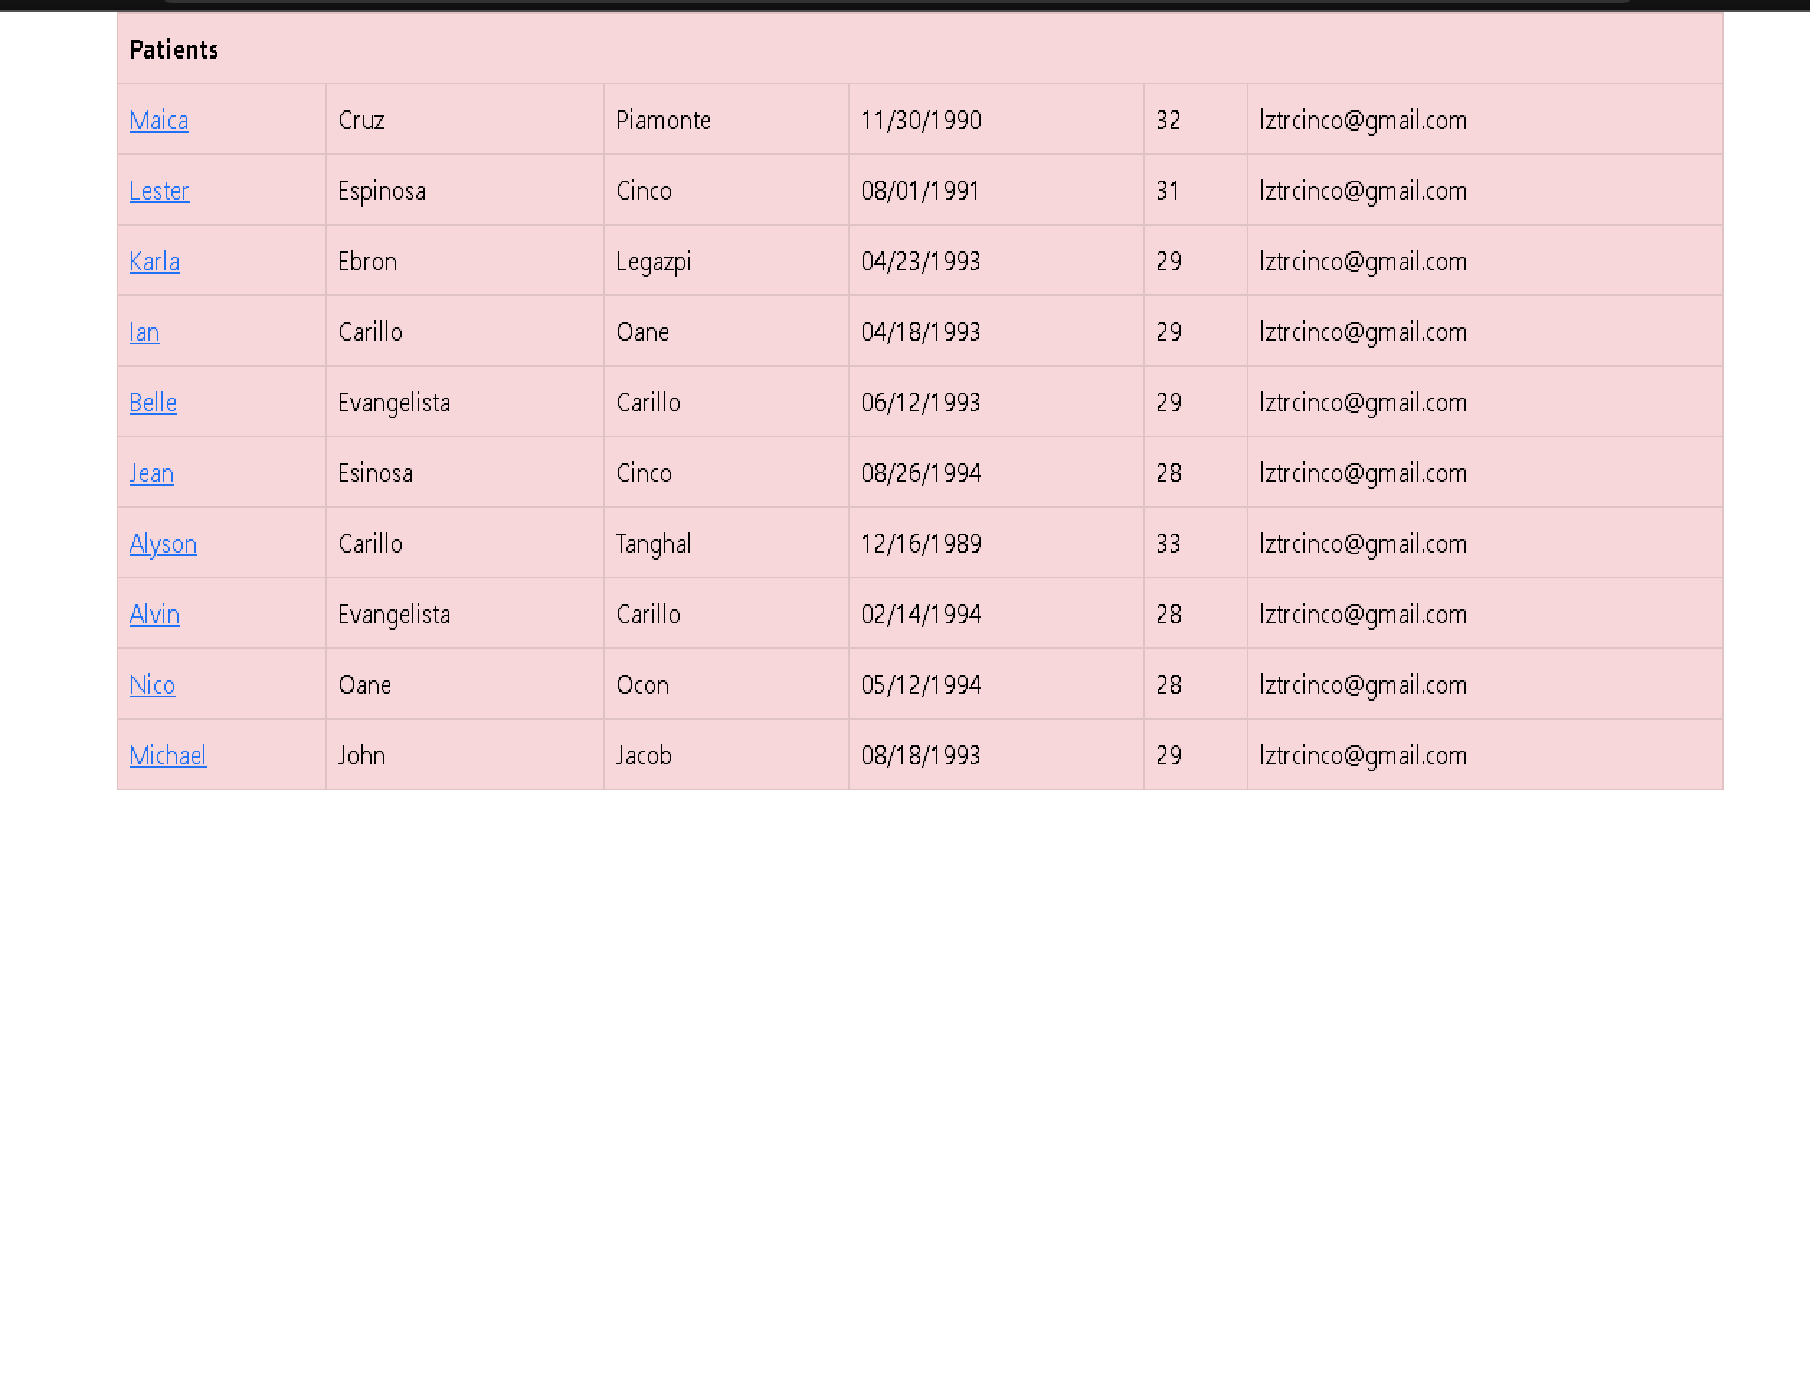 Patients
Maica Cruz Piamonte 11/30/1990 32 lztrcinco@gmail.com
Lester Espinosa Cinco 08/01/1991 31 lztrcinco@gmail.com
Karla Ebron Legazpi 04/23/1993 29 lztrcinco@gmail.com
Ian Carillo Oane 04/18/1993 29 lztrcinco@gmail.com
Belle Evangelista Carillo 06/12/1993 29 lztrcinco@gmail.com
Jean Esinosa Cinco 08/26/1994 28 lztrcinco@gmail.com
Alyson Carillo Tanghal 12/16/1989 33 lztrcinco@gmail.com
Alvin Evangelista Carillo 02/14/1994 28 lztrcinco@gmail.com
Nico Oane Ocon 05/12/1994 28 lztrcinco@gmail.com
Michael John Jacob 08/18/1993 29 lztrcinco@gmail.com